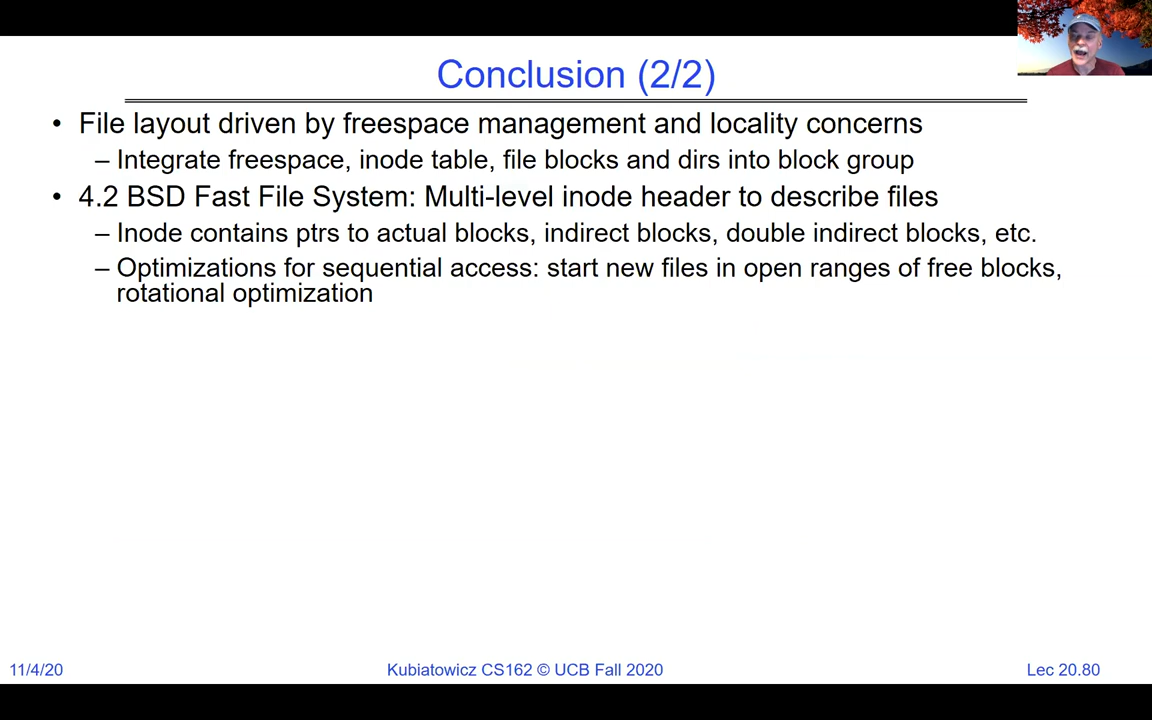 Conclusion (2/2)
• File layout driven by freespace management and locality concerns
– Integrate freespace, inode table, file blocks and dirs into block group
• 4.2 BSD Fast File System: Multi-level inode header to describe files
– Inode contains ptrs to actual blocks, indirect blocks, double indirect blocks, etc.
– Optimizations for sequential access: start new files in open ranges of free blocks,
rotational optimization
11/4/20
Kubiatowicz CS162 © UCB Fall 2020
Lec 20.80